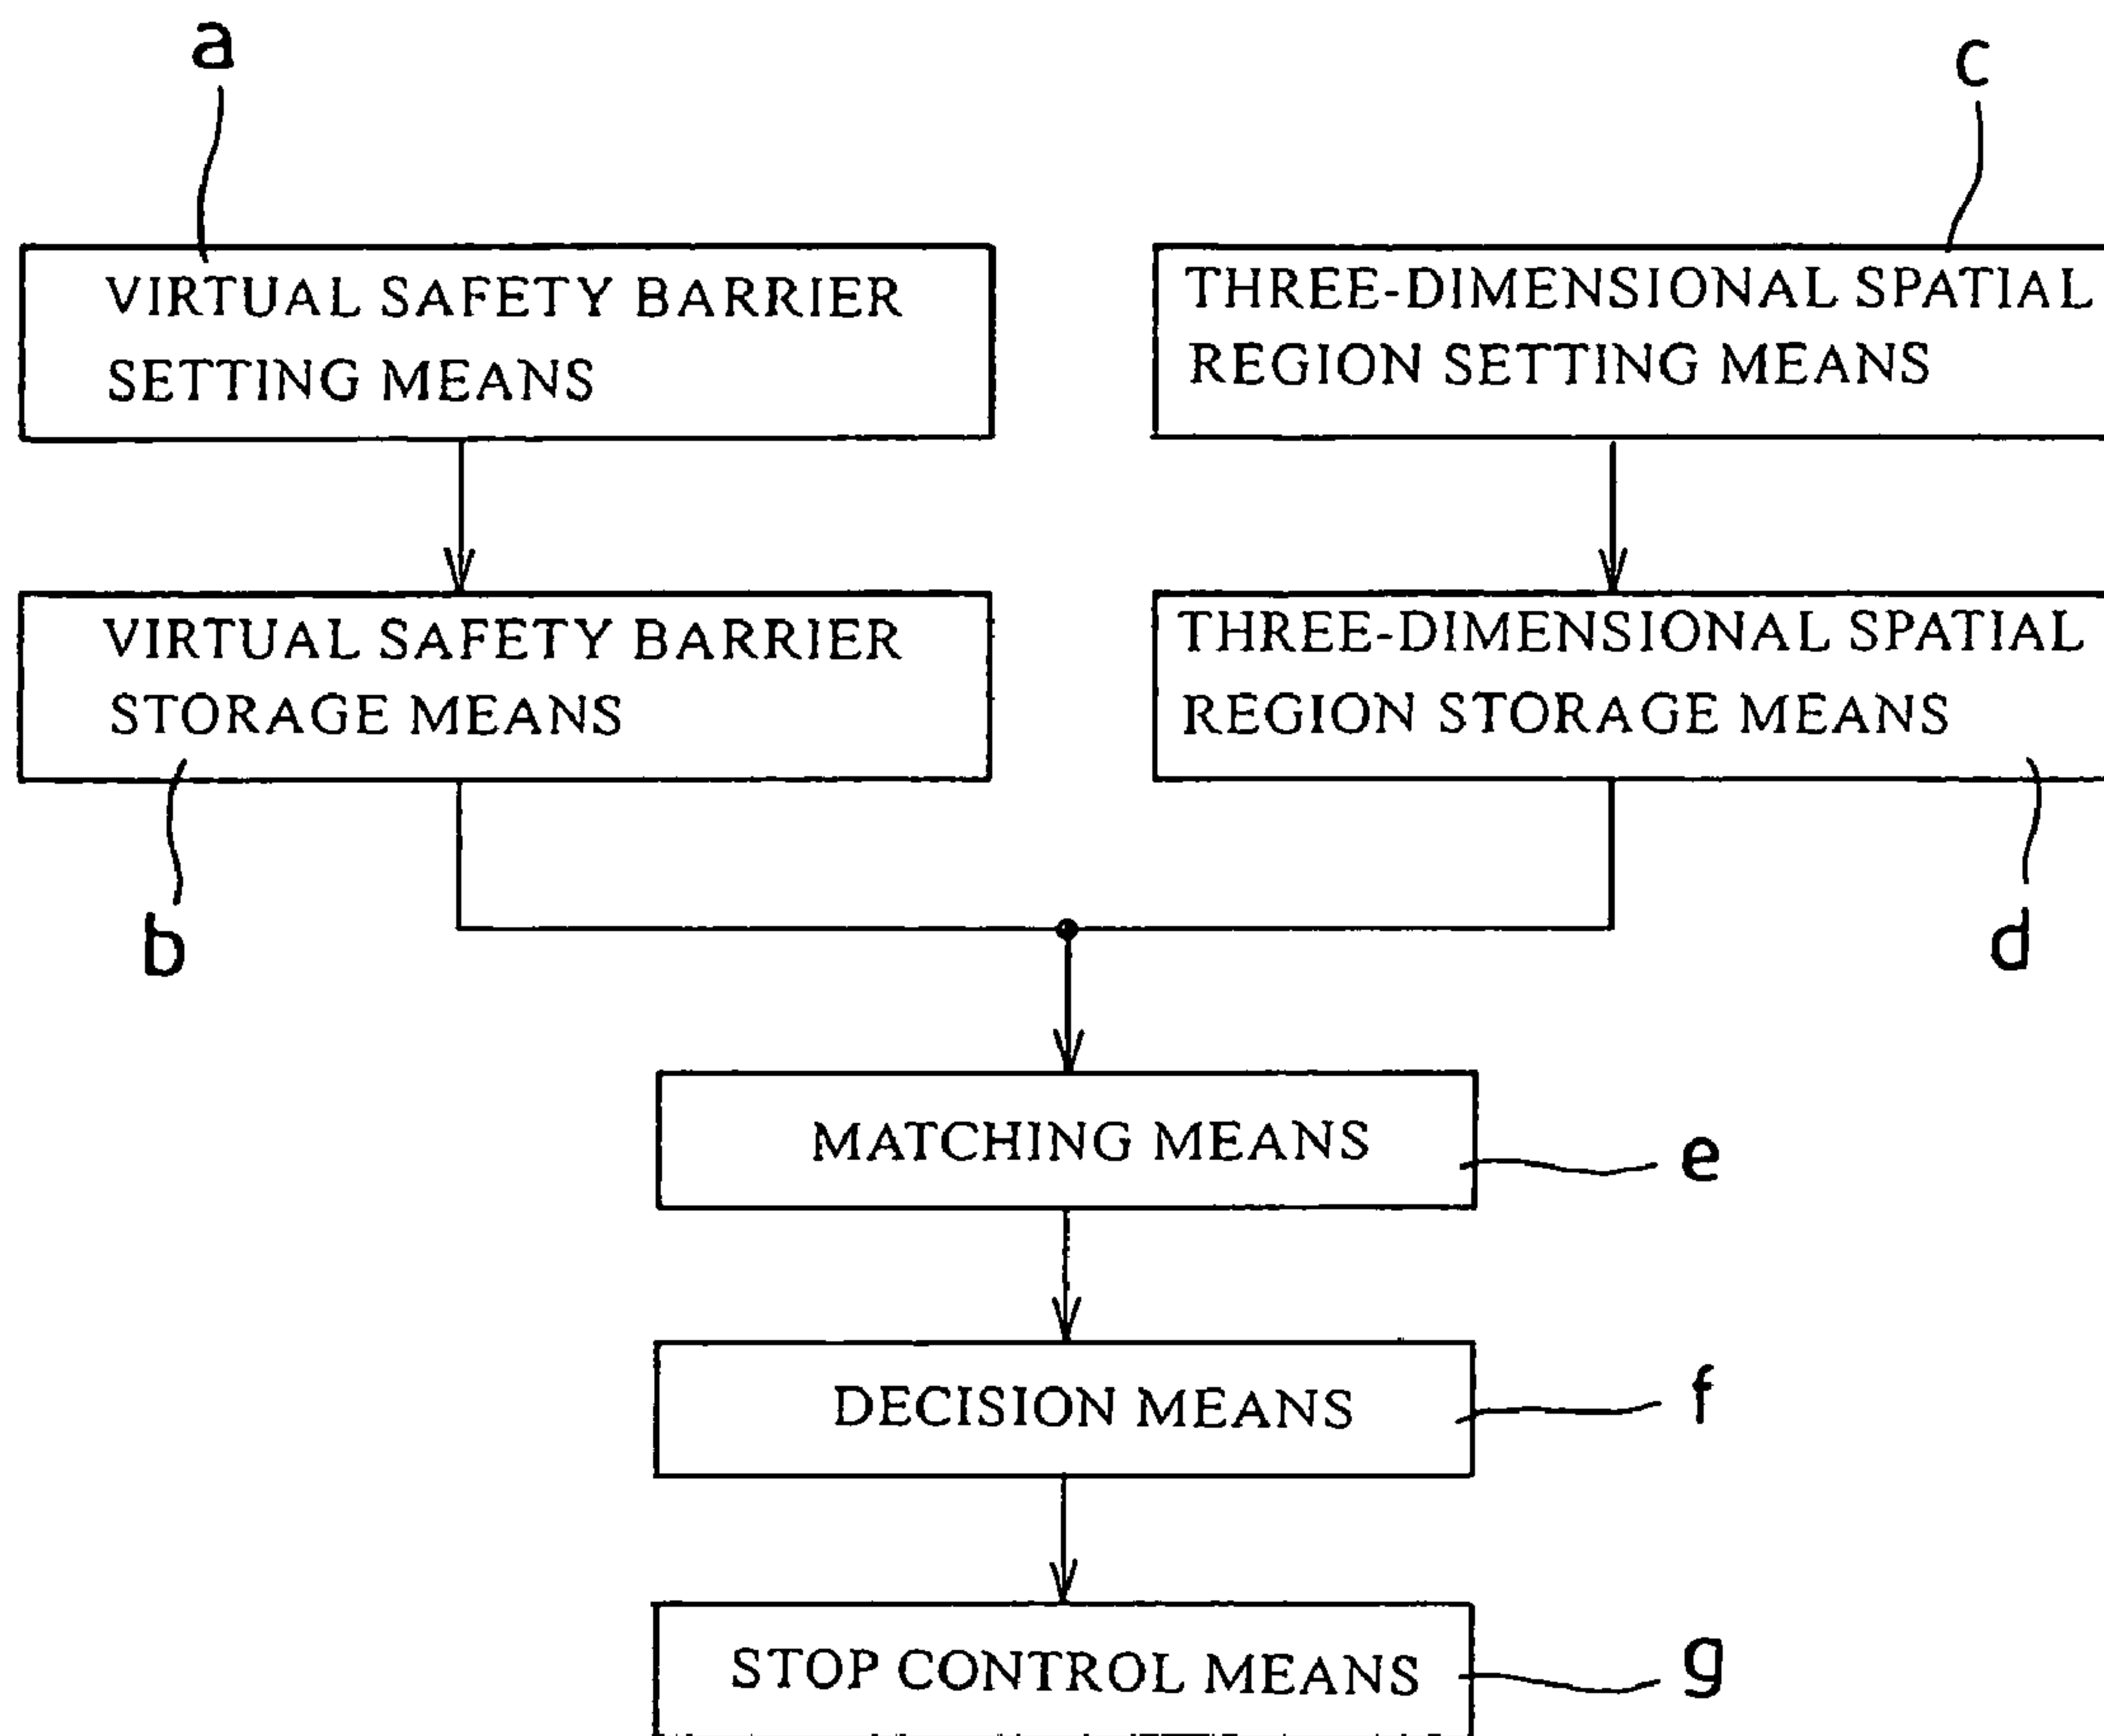 a
c
VIRTUAL SAFETY BARRIER
SETTING MEANS
THREE-DIMENSIONAL SPATIAL
REGION SETTING MEANS
VIRTUAL SAFETY BARRIER
STORAGE MEANS
THREE-DIMENSIONAL SPATIAL
REGION STORAGE MEANS
b
d
MATCHING MEANS
e
DECISION MEANS
f
STOP CONTROL MEANS
g